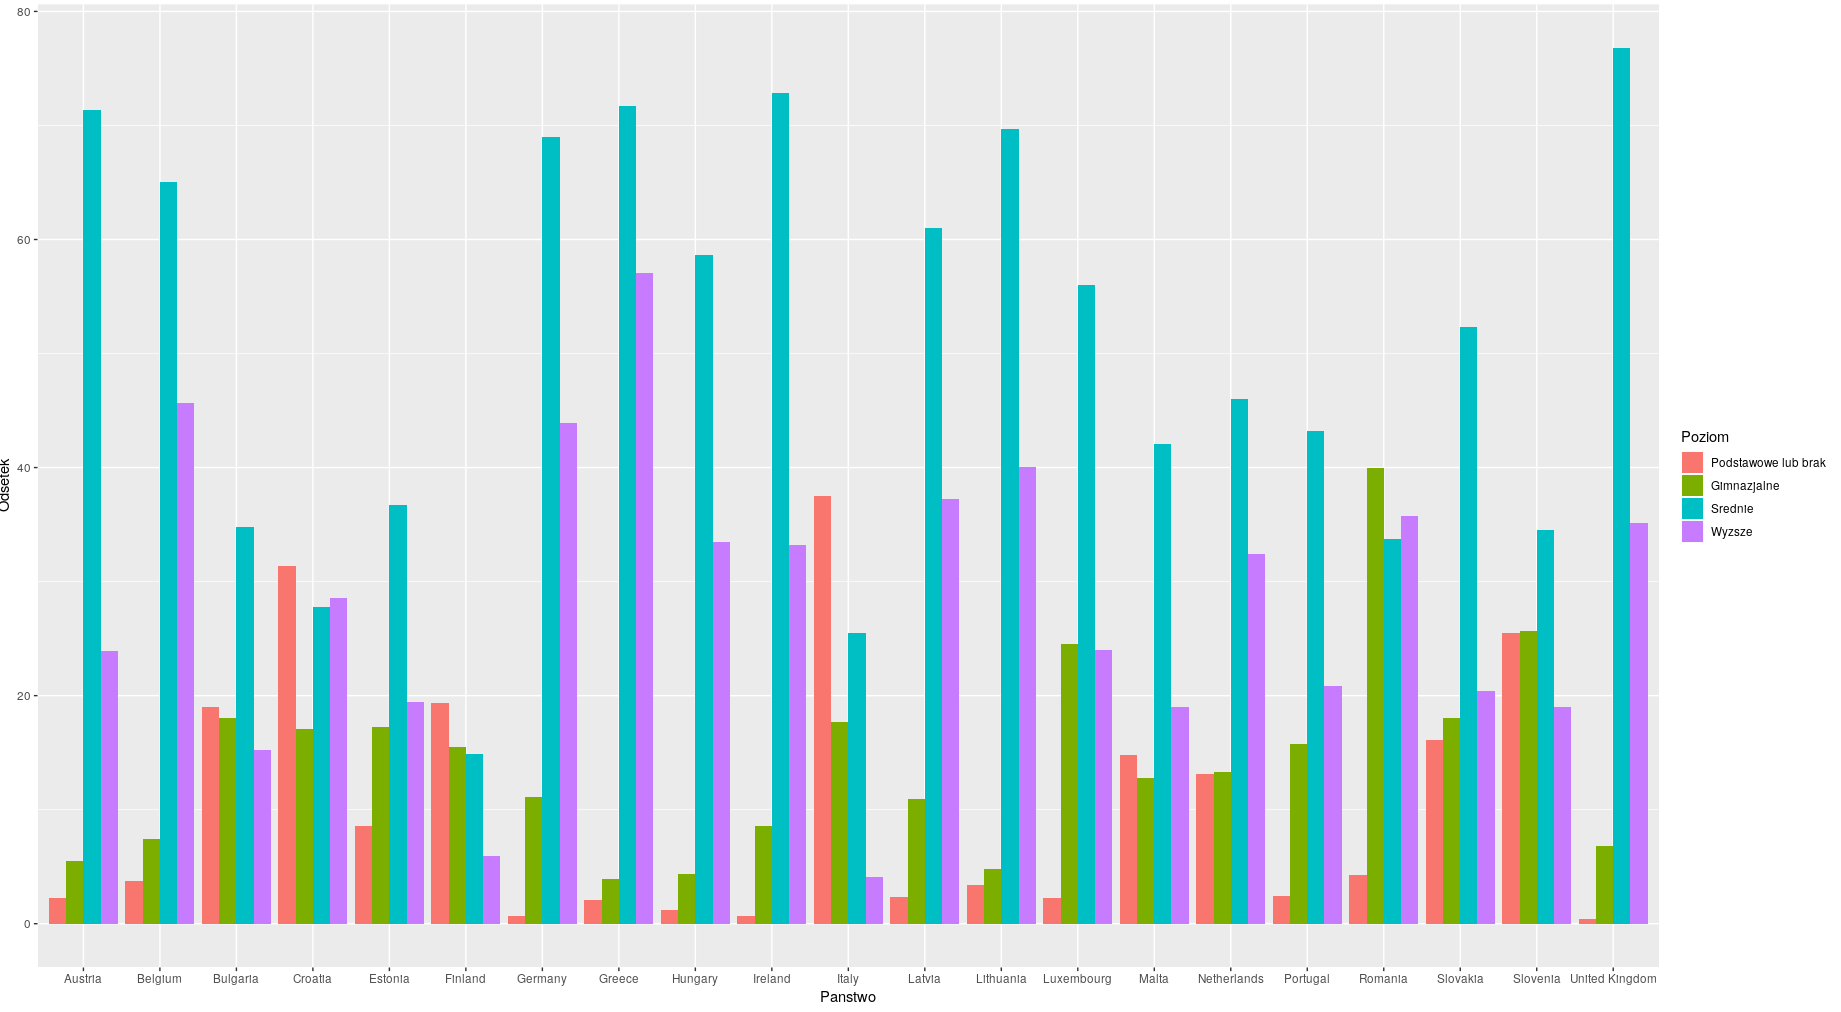 80
60
40
20
0
Odsetek
Austria Belgium Bulgaria Croatia Estonia Finland Germany Greece Hungary Ireland Italy Latvia Lithuania Luxembourg Malta Netherlands Portugal Romania Slovakia Slovenia United Kingdom
Panstwo
Poziom
Podstawowe lub brak
Gimnazjalne
Srednie
Wyzsze